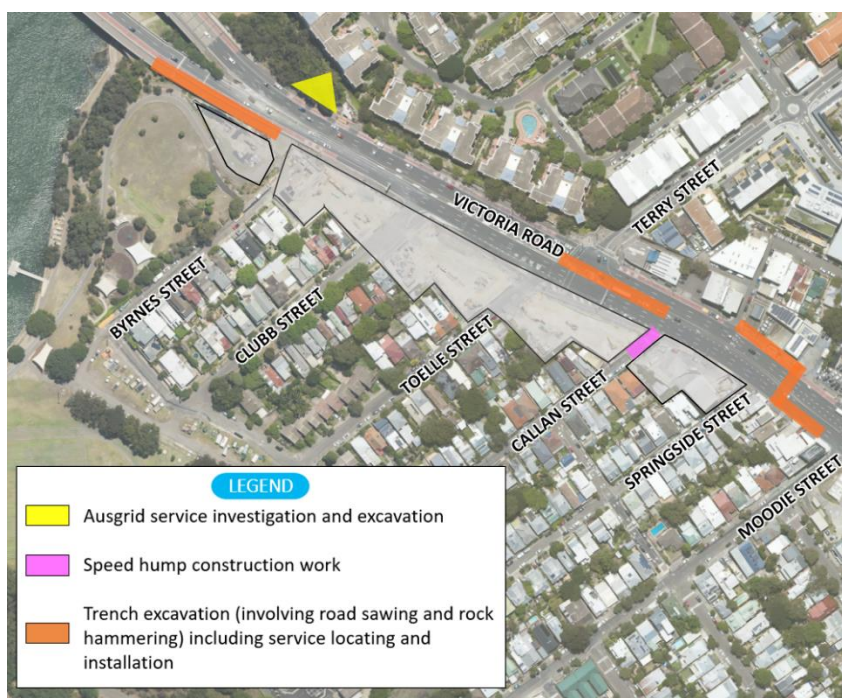 VICTORIA ROAD
TERRY STREET
BYRNES STREET
CLUBB STREET
TOELLE STREET
CALLAN STREET
SPRINGSIDE STREET
MOODIE STREET
LEGEND
Ausgrid service investigation and excavation
Speed hump construction work
Trench excavation (involving road sawing and rock
hammering) including service locating and
installation